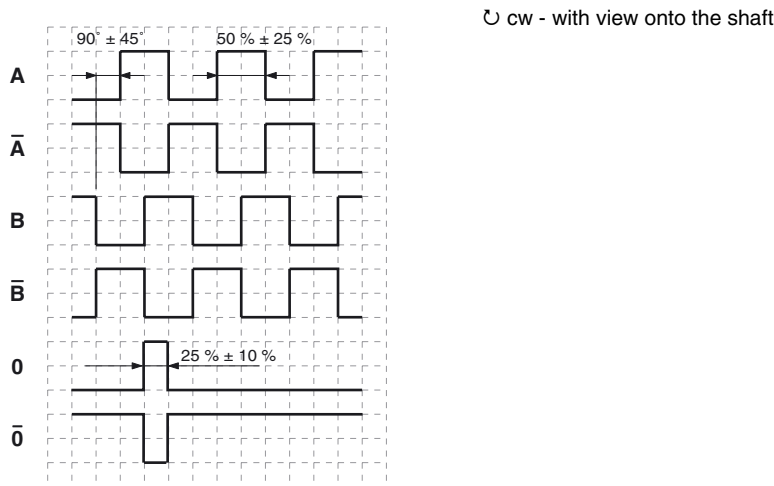 ↻ cw - with view onto the shaft
90° ± 45° 50 % ± 25 %
A
A̅
B
B̅
0
25 % ± 10 %
0̅